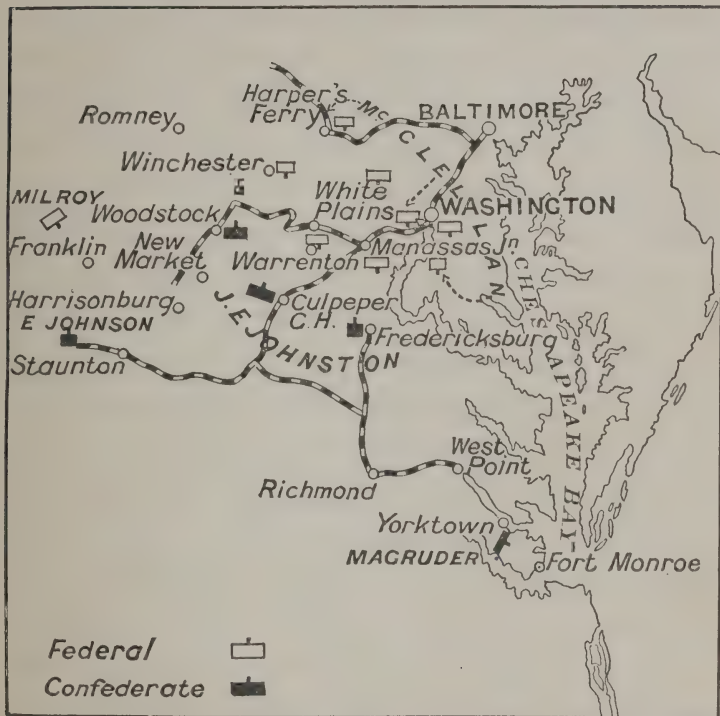 Harper's
Ferry
Romney
BALTIMORE
McCLELLAN
Winchester
White
Plains
WASHINGTON
MILROY
Woodstock
Franklin
New
Market
Warrenton
Manassas Jn.
Harrisonburg
Culpeper
C.H.
J.E.JOHNSTON
E JOHNSON
Fredericksburg
Staunton
CHESAPEAKE BAY
West
Point
Richmond
Yorktown
MAGRUDER
Fort Monroe
Federal
Confederate